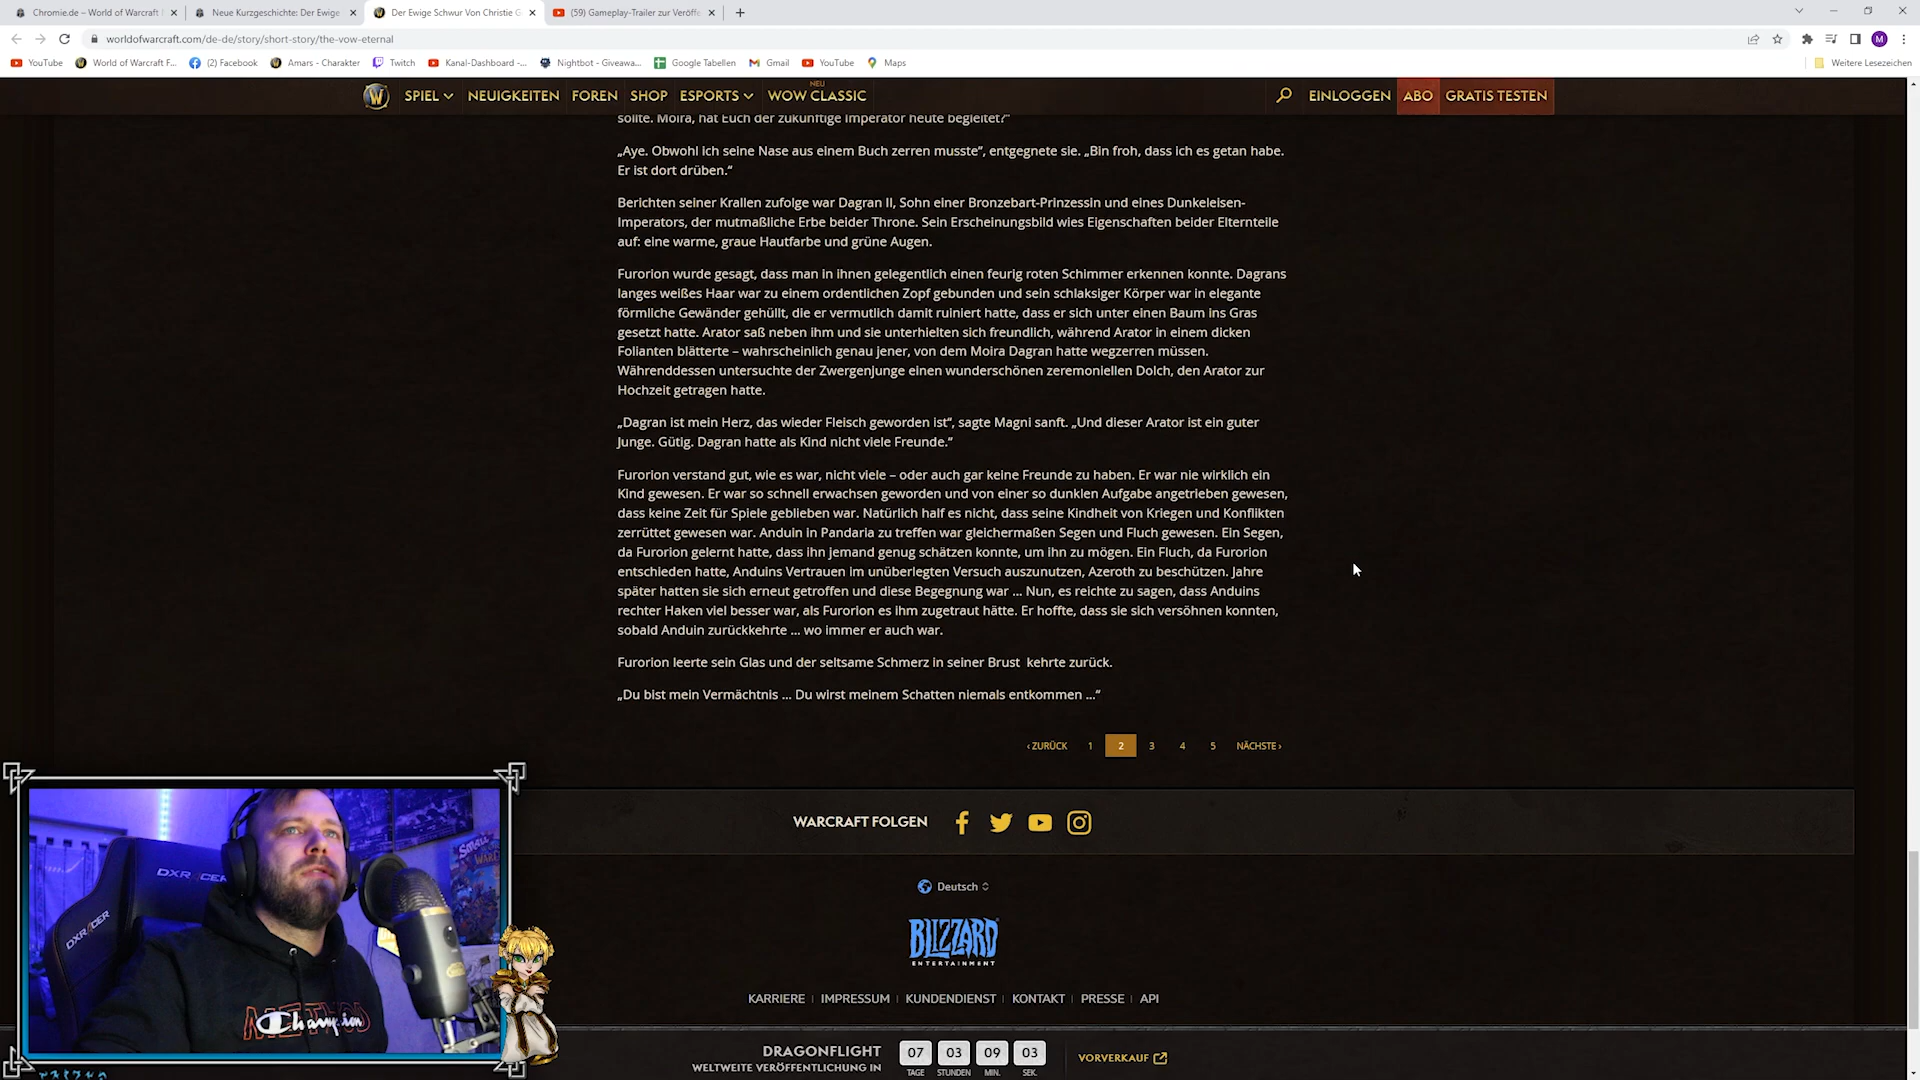 Chromie.de – World of Warcraft
Neue Kurzgeschichte: Der Ewige
Der Ewige Schwur Von Christie G
(59) Gameplay-Trailer zur Veröffe
worldofwarcraft.com/de-de/story/short-story/the-vow-eternal
M
YouTube
World of Warcraft F...
(2) Facebook
Amars - Charakter
Twitch
Kanal-Dashboard -...
Nightbot - Giveawa...
Google Tabellen
Gmail
YouTube
Maps
Weitere Lesezeichen
SPIEL
NEUIGKEITEN
FOREN
SHOP
ESPORTS
NEU
WOW CLASSIC
EINLOGGEN
ABO
GRATIS TESTEN
sollte. Moira, hat Euch der zukünftige Imperator heute begleitet?“
„Aye. Obwohl ich seine Nase aus einem Buch zerren musste“, entgegnete sie. „Bin froh, dass ich es getan habe.
Er ist dort drüben.“
Berichten seiner Krallen zufolge war Dagran II, Sohn einer Bronzebart-Prinzessin und eines Dunkeleisen-
Imperators, der mutmaßliche Erbe beider Throne. Sein Erscheinungsbild wies Eigenschaften beider Elternteile
auf: eine warme, graue Hautfarbe und grüne Augen.
Furorion wurde gesagt, dass man in ihnen gelegentlich einen feurig roten Schimmer erkennen konnte. Dagrans
langes weißes Haar war zu einem ordentlichen Zopf gebunden und sein schlaksiger Körper war in elegante
förmliche Gewänder gehüllt, die er vermutlich damit ruiniert hatte, dass er sich unter einen Baum ins Gras
gesetzt hatte. Arator saß neben ihm und sie unterhielten sich freundlich, während Arator in einem dicken
Folianten blätterte – wahrscheinlich genau jener, von dem Moira Dagran hatte wegzerren müssen.
Währenddessen untersuchte der Zwergenjunge einen wunderschönen zeremoniellen Dolch, den Arator zur
Hochzeit getragen hatte.
„Dagran ist mein Herz, das wieder Fleisch geworden ist“, sagte Magni sanft. „Und dieser Arator ist ein guter
Junge. Gütig. Dagran hatte als Kind nicht viele Freunde.“
Furorion verstand gut, wie es war, nicht viele – oder auch gar keine Freunde zu haben. Er war nie wirklich ein
Kind gewesen. Er war so schnell erwachsen geworden und von einer so dunklen Aufgabe angetrieben gewesen,
dass keine Zeit für Spiele geblieben war. Natürlich half es nicht, dass seine Kindheit von Kriegen und Konflikten
zerrüttet gewesen war. Anduin in Pandaria zu treffen war gleichermaßen Segen und Fluch gewesen. Ein Segen,
da Furorion gelernt hatte, dass ihn jemand genug schätzen konnte, um ihn zu mögen. Ein Fluch, da Furorion
entschieden hatte, Anduins Vertrauen im unüberlegten Versuch auszunutzen, Azeroth zu beschützen. Jahre
später hatten sie sich erneut getroffen und diese Begegnung war ... Nun, es reichte zu sagen, dass Anduins
rechter Haken viel besser war, als Furorion es ihm zugetraut hätte. Er hoffte, dass sie sich versöhnen konnten,
sobald Anduin zurückkehrte ... wo immer er auch war.
Furorion leerte sein Glas und der seltsame Schmerz in seiner Brust kehrte zurück.
„Du bist mein Vermächtnis ... Du wirst meinem Schatten niemals entkommen ...“
‹ ZURÜCK 1 2 3 4 5 NÄCHSTE ›
WARCRAFT FOLGEN
Deutsch
BLIZZARD
ENTERTAINMENT
KARRIERE
IMPRESSUM
KUNDENDIENST
KONTAKT
PRESSE
API
DRAGONFLIGHT
WELTWEITE VERÖFFENTLICHUNG IN
07 03 09 03
TAGE STUNDEN MIN. SEK.
VORVERKAUF
DXRACER
DXRACER
SMALL
METHOD
Champion